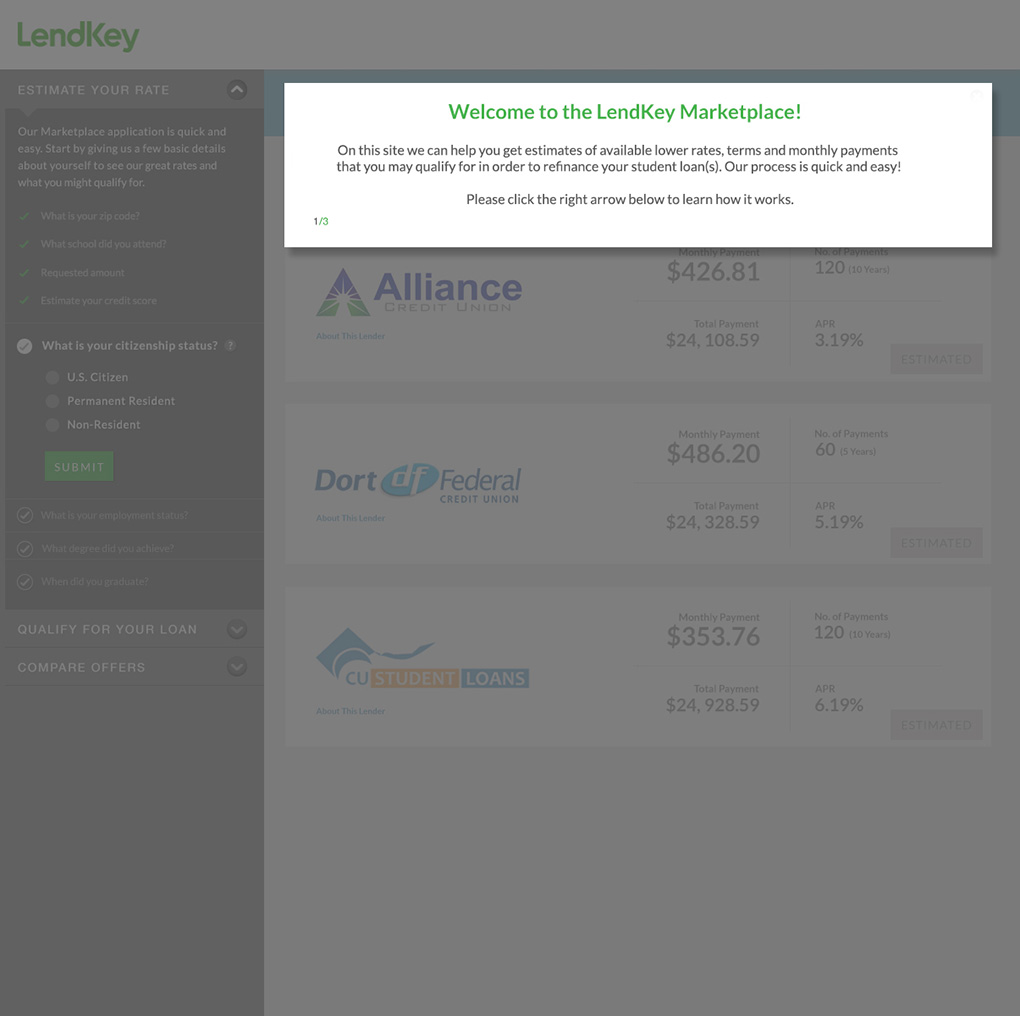 LendKey
ESTIMATE YOUR RATE
Our Marketplace application is quick and
easy. Start by giving us a few basic details
about yourself to see our great rates and
what you might qualify for.
What is your zip code?
What school did you attend?
Requested amount
Estimate your credit score
What is your citizenship status? ?
U.S. Citizen
Permanent Resident
Non-Resident
SUBMIT
What is your employment status?
What degree did you achieve?
When did you graduate?
QUALIFY FOR YOUR LOAN
COMPARE OFFERS
Welcome to the LendKey Marketplace!
On this site we can help you get estimates of available lower rates, terms and monthly payments
that you may qualify for in order to refinance your student loan(s). Our process is quick and easy!
Please click the right arrow below to learn how it works.
1/3
Alliance
CREDIT UNION
About This Lender
Monthly Payment
$426.81
No. of Payments
120 (10 Years)
Total Payment
$24, 108.59
APR
3.19%
ESTIMATED
Dort df Federal
CREDIT UNION
About This Lender
Monthly Payment
$486.20
No. of Payments
60 (5 Years)
Total Payment
$24, 328.59
APR
5.19%
ESTIMATED
CU STUDENT LOANS
About This Lender
Monthly Payment
$353.76
No. of Payments
120 (10 Years)
Total Payment
$24, 928.59
APR
6.19%
ESTIMATED